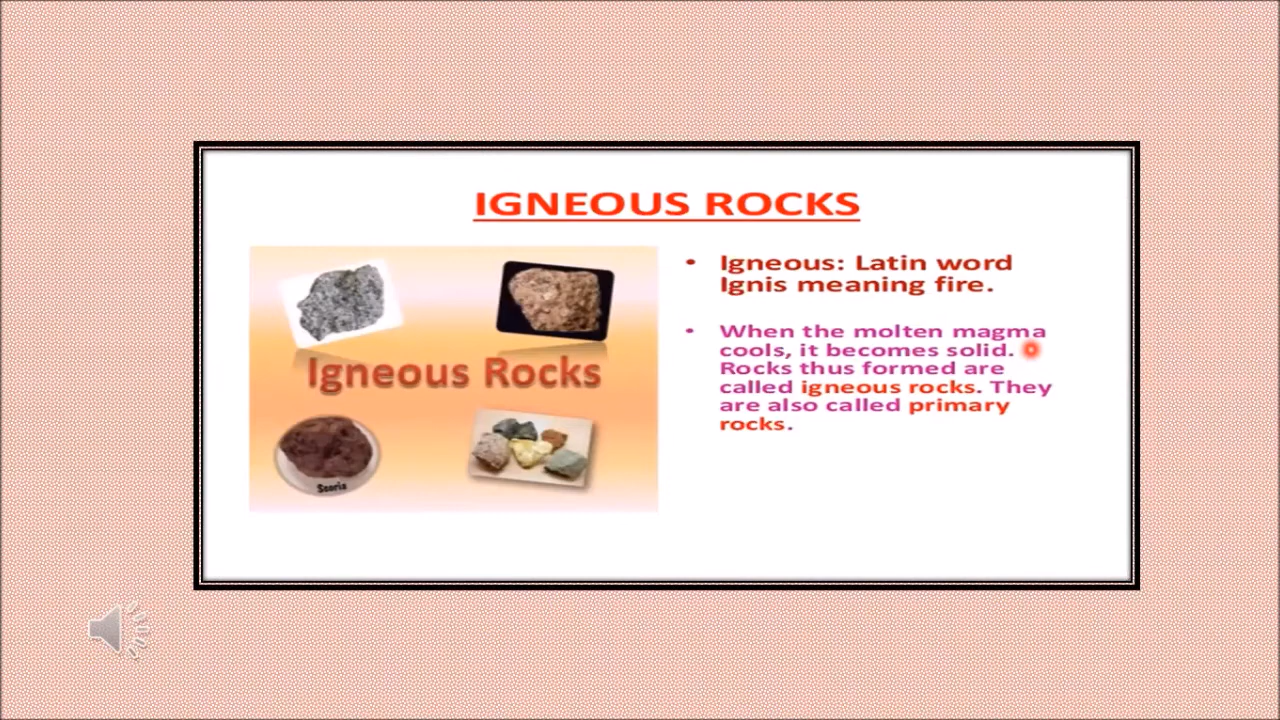 IGNEOUS ROCKS
Igneous Rocks
Scoria
• Igneous: Latin word
Ignis meaning fire.
• When the molten magma
cools, it becomes solid.
Rocks thus formed are
called igneous rocks. They
are also called primary
rocks.